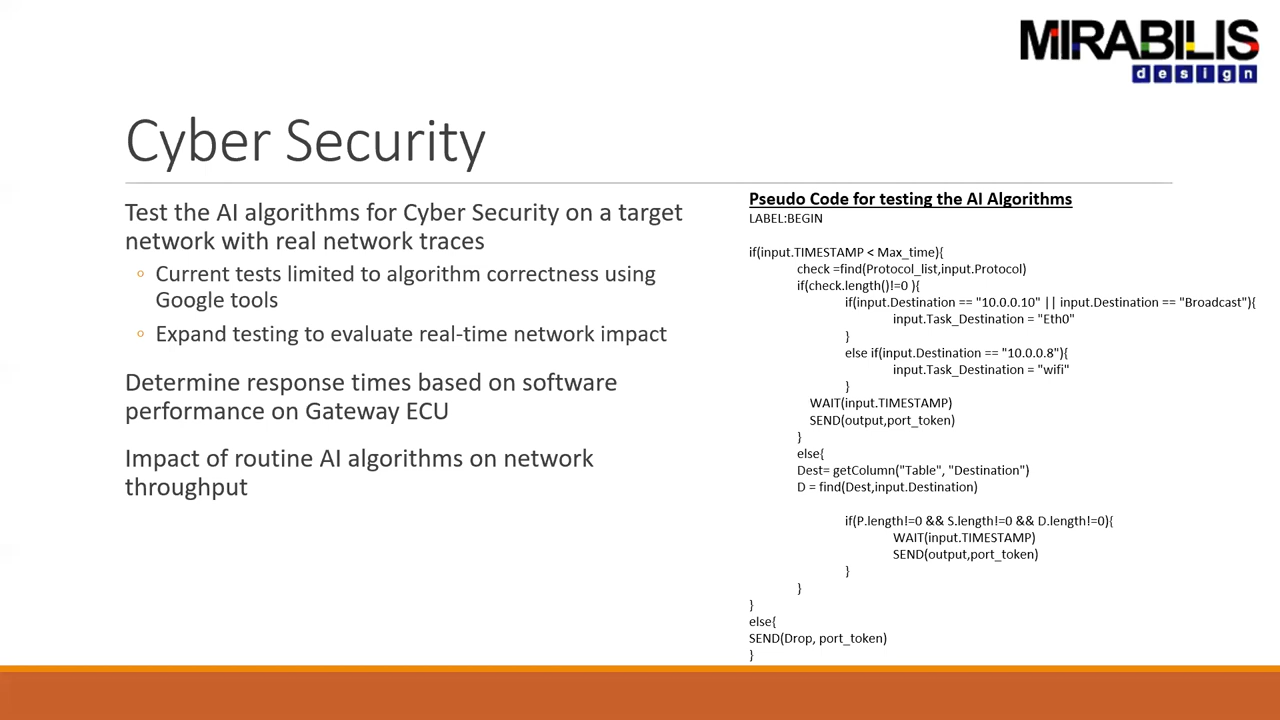 MIRABILIS
design
Cyber Security
Test the AI algorithms for Cyber Security on a target
network with real network traces
◦ Current tests limited to algorithm correctness using
Google tools
◦ Expand testing to evaluate real-time network impact
Determine response times based on software
performance on Gateway ECU
Impact of routine AI algorithms on network
throughput
Pseudo Code for testing the AI Algorithms
LABEL:BEGIN
if(input.TIMESTAMP < Max_time){
check =find(Protocol_list,input.Protocol)
if(check.length()!=0 ){
if(input.Destination == "10.0.0.10" || input.Destination == "Broadcast"){
input.Task_Destination = "Eth0"
}
else if(input.Destination == "10.0.0.8"){
input.Task_Destination = "wifi"
}
WAIT(input.TIMESTAMP)
SEND(output,port_token)
}
else{
Dest= getColumn("Table", "Destination")
D = find(Dest,input.Destination)
if(P.length!=0 && S.length!=0 && D.length!=0){
WAIT(input.TIMESTAMP)
SEND(output,port_token)
}
}
}
else{
SEND(Drop, port_token)
}